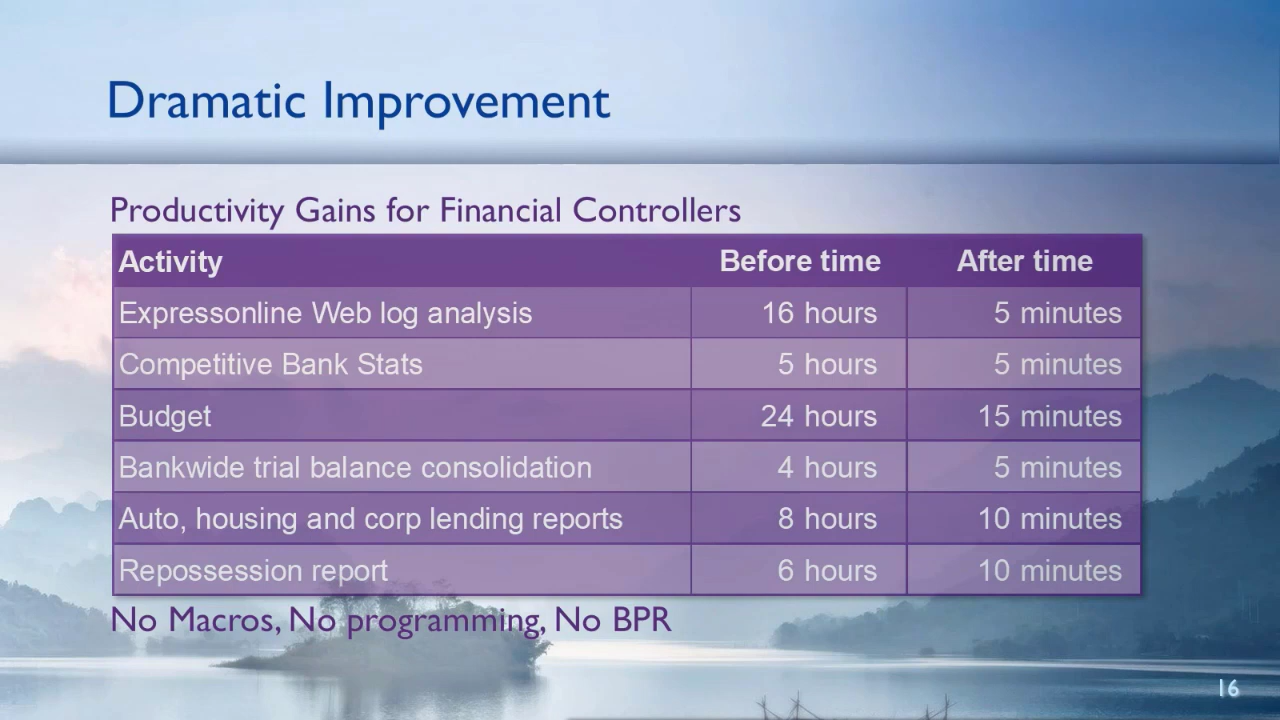 Dramatic Improvement
Productivity Gains for Financial Controllers
Activity Before time After time
Expressonline Web log analysis 16 hours 5 minutes
Competitive Bank Stats 5 hours 5 minutes
Budget 24 hours 15 minutes
Bankwide trial balance consolidation 4 hours 5 minutes
Auto, housing and corp lending reports 8 hours 10 minutes
Repossession report 6 hours 10 minutes
No Macros, No programming, No BPR
16